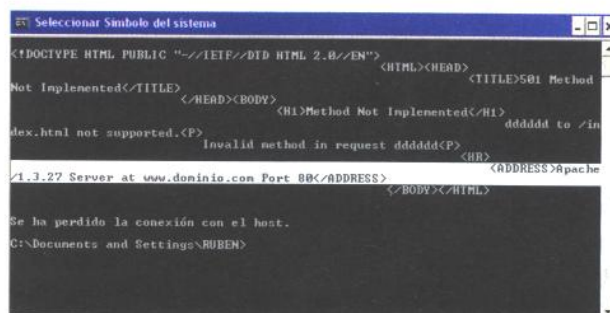 Seleccionar Símbolo del sistema
<!DOCTYPE HTML PUBLIC "-//IETF//DTD HTML 2.0//EN">
<HTML><HEAD>
<TITLE>501 Method
Not Implemented</TITLE>
</HEAD><BODY>
<H1>Method Not Implemented</H1>
dddddd to /in
dex.html not supported.<P>
Invalid method in request dddddd<P>
<HR>
<ADDRESS>Apache
/1.3.27 Server at www.dominio.com Port 80</ADDRESS>
</BODY></HTML>
Se ha perdido la conexión con el host.
C:\Documents and Settings\RUBEN>